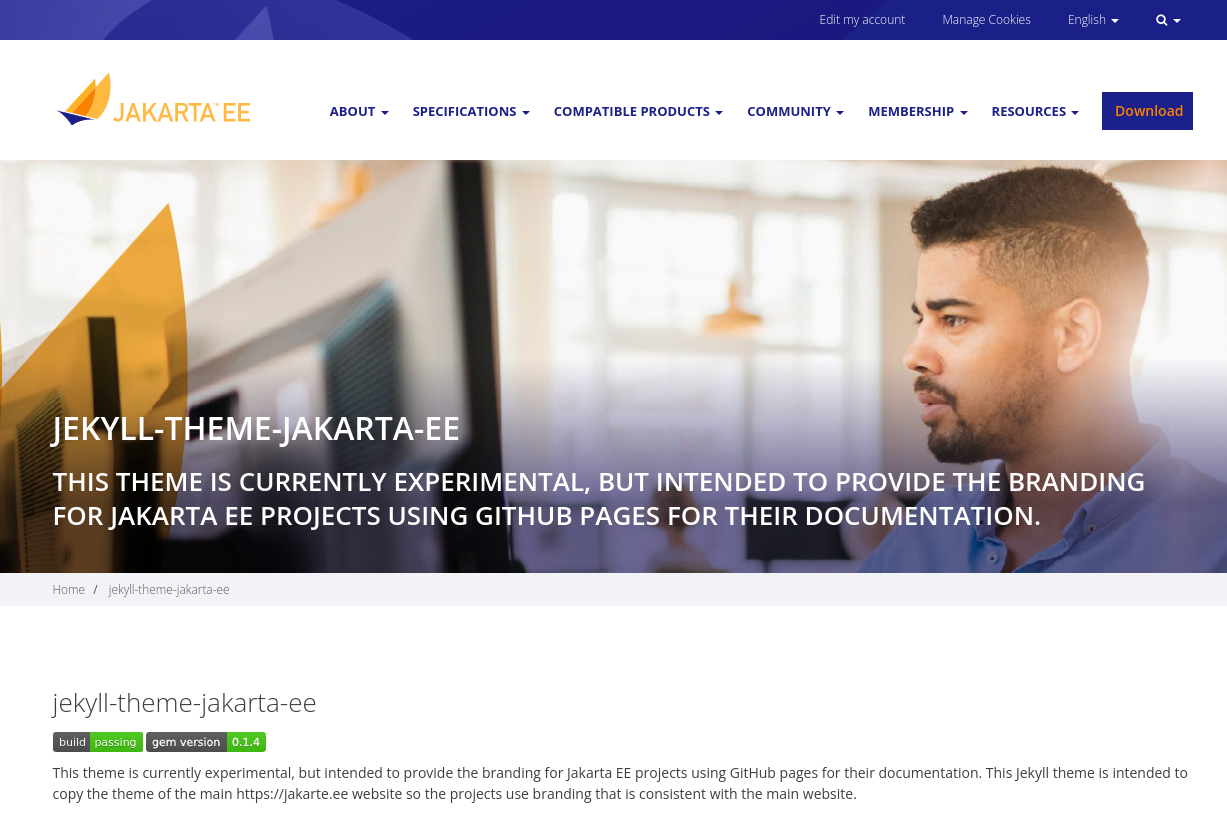 Edit my account Manage Cookies English
JAKARTA™ EE
ABOUT SPECIFICATIONS COMPATIBLE PRODUCTS COMMUNITY MEMBERSHIP RESOURCES Download
JEKYLL-THEME-JAKARTA-EE
THIS THEME IS CURRENTLY EXPERIMENTAL, BUT INTENDED TO PROVIDE THE BRANDING
FOR JAKARTA EE PROJECTS USING GITHUB PAGES FOR THEIR DOCUMENTATION.
Home / jekyll-theme-jakarta-ee
jekyll-theme-jakarta-ee
build passing gem version 0.1.4
This theme is currently experimental, but intended to provide the branding for Jakarta EE projects using GitHub pages for their documentation. This Jekyll theme is intended to
copy the theme of the main https://jakarte.ee website so the projects use branding that is consistent with the main website.